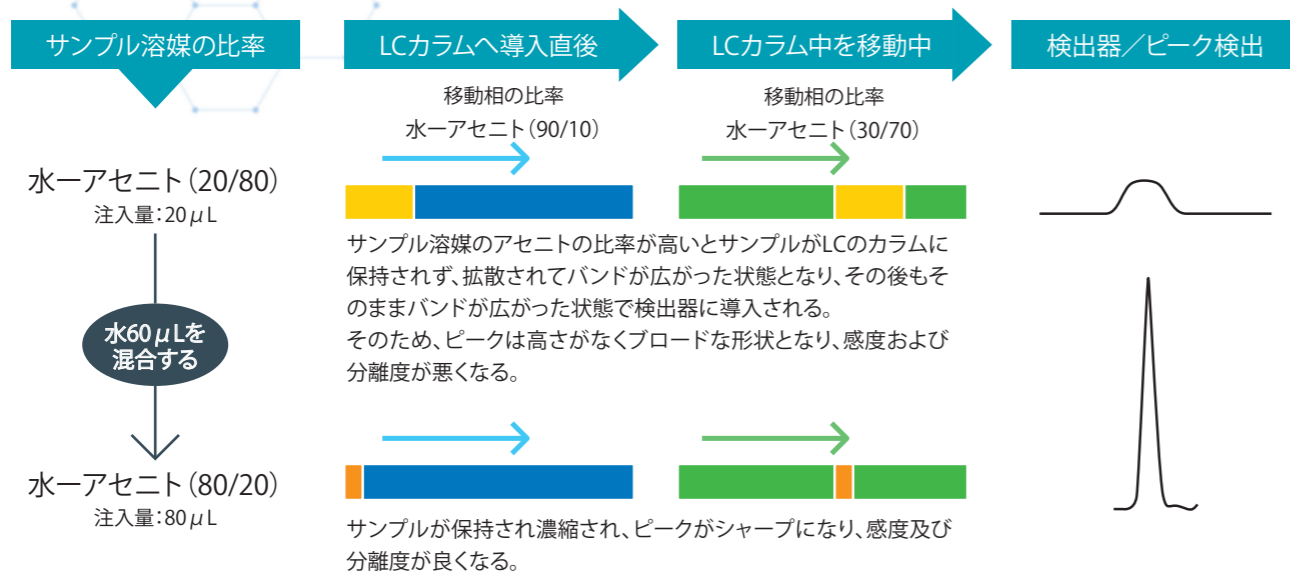 サンプル溶媒の比率
LCカラムへ導入直後
LCカラム中を移動中
検出器／ピーク検出
移動相の比率
水ーアセニト（90/10）
移動相の比率
水ーアセニト（30/70）
水ーアセニト（20/80）
注入量：20μL
サンプル溶媒のアセニトの比率が高いとサンプルがLCのカラムに
保持されず、拡散されてバンドが広がった状態となり、その後もそ
のままバンドが広がった状態で検出器に導入される。
そのため、ピークは高さがなくブロードな形状となり、感度および
分離度が悪くなる。
水60μLを
混合する
水ーアセニト（80/20）
注入量：80μL
サンプルが保持され濃縮され、ピークがシャープになり、感度及び
分離度が良くなる。